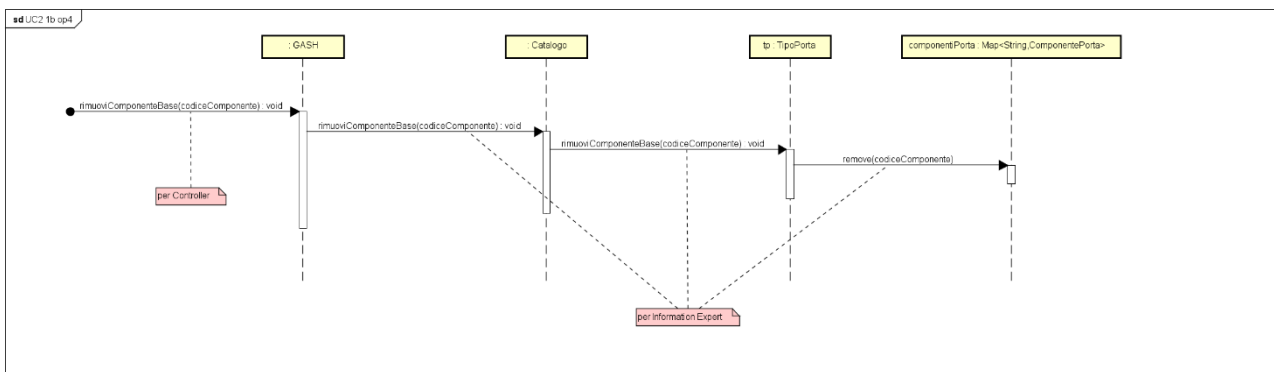 sd UC2 1b op4
: GASH
: Catalogo
tp : TipoPorta
componentiPorta : Map<String,ComponentePorta>
rimuoviComponenteBase(codiceComponente) : void
rimuoviComponenteBase(codiceComponente) : void
rimuoviComponenteBase(codiceComponente) : void
remove(codiceComponente)
per Controller
per Information Expert